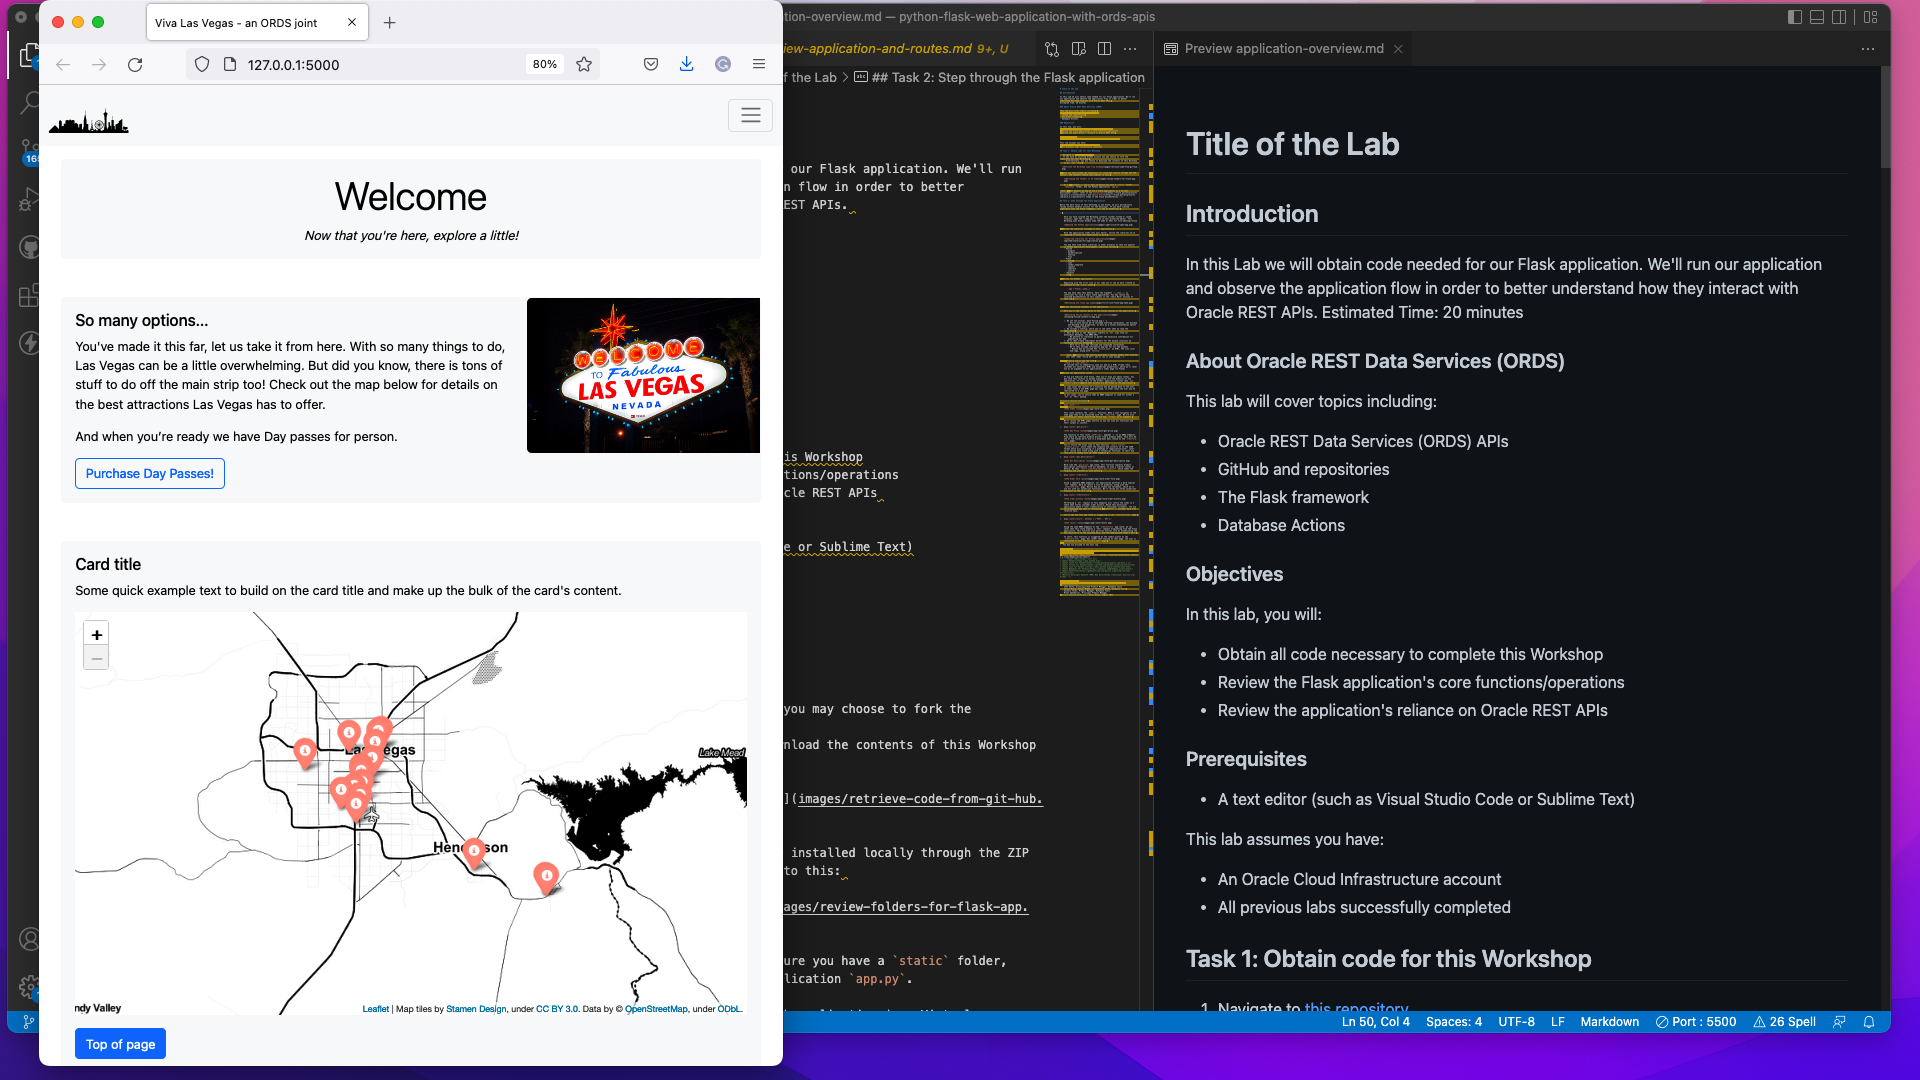 Viva Las Vegas - an ORDS joint
127.0.0.1:5000
80%
Welcome
Now that you're here, explore a little!
So many options...
You've made it this far, let us take it from here. With so many things to do,
Las Vegas can be a little overwhelming. But did you know, there is tons of
stuff to do off the main strip too! Check out the map below for details on
the best attractions Las Vegas has to offer.
And when you're ready we have Day passes for person.
Purchase Day Passes!
WELCOME
TO Fabulous
LAS VEGAS
NEVADA
Card title
Some quick example text to build on the card title and make up the bulk of the card's content.
+
−
Lake Mead
ndy Valley
Leaflet | Map tiles by Stamen Design, under CC BY 3.0. Data by © OpenStreetMap, under ODbL.
Top of page
tion-overview.md — python-flask-web-application-with-ords-apis
iew-application-and-routes.md 9+, U
f the Lab > ## Task 2: Step through the Flask application
our Flask application. We'll run
n flow in order to better
EST APIs.
is Workshop
tions/operations
cle REST APIs
e or Sublime Text)
you may choose to fork the
nload the contents of this Workshop
](images/retrieve-code-from-git-hub.
installed locally through the ZIP
to this:
ages/review-folders-for-flask-app.
ure you have a `static` folder,
lication `app.py`.
Preview application-overview.md
Title of the Lab
Introduction
In this Lab we will obtain code needed for our Flask application. We'll run our application
and observe the application flow in order to better understand how they interact with
Oracle REST APIs. Estimated Time: 20 minutes
About Oracle REST Data Services (ORDS)
This lab will cover topics including:
• Oracle REST Data Services (ORDS) APIs
• GitHub and repositories
• The Flask framework
• Database Actions
Objectives
In this lab, you will:
• Obtain all code necessary to complete this Workshop
• Review the Flask application's core functions/operations
• Review the application's reliance on Oracle REST APIs
Prerequisites
• A text editor (such as Visual Studio Code or Sublime Text)
This lab assumes you have:
• An Oracle Cloud Infrastructure account
• All previous labs successfully completed
Task 1: Obtain code for this Workshop
1. Navigate to this repository
Ln 50, Col 4 Spaces: 4 UTF-8 LF Markdown Port : 5500 26 Spell